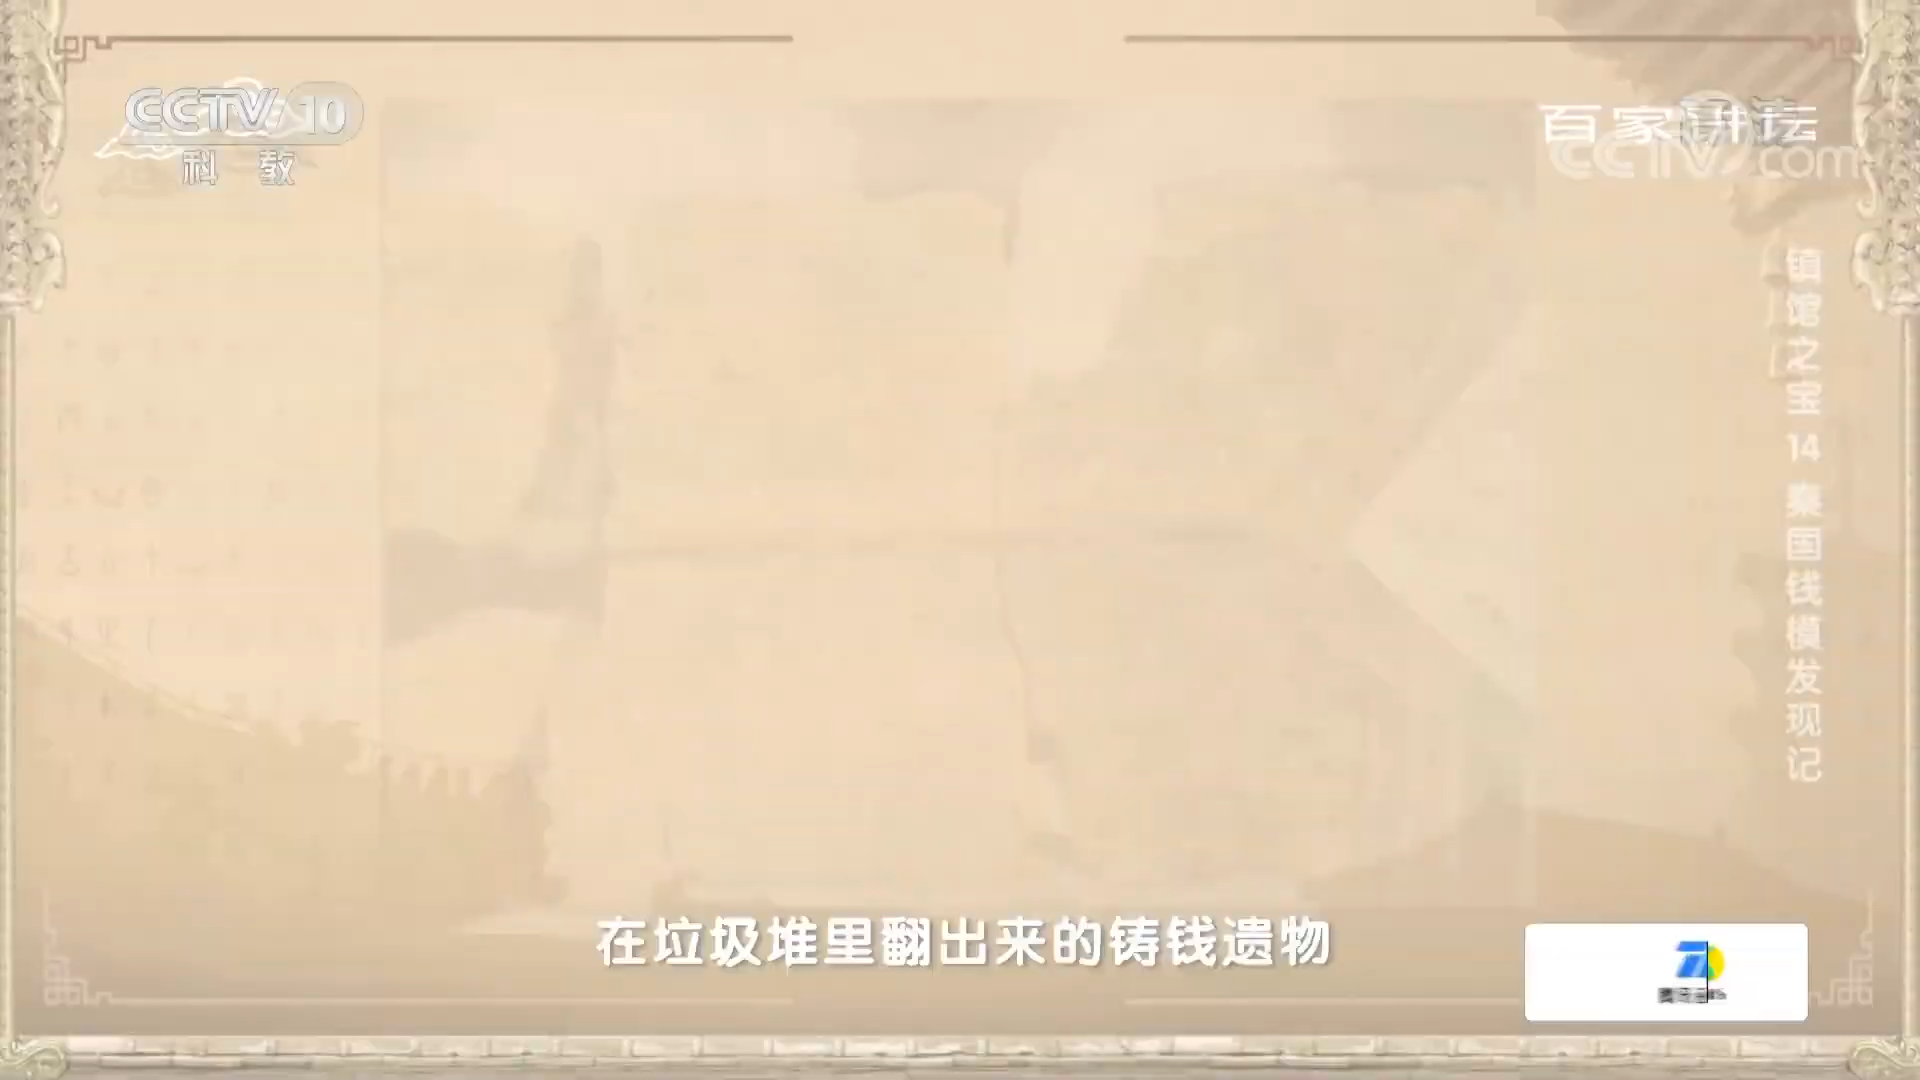 CCTV 10
科 教
百家讲坛
CCTV.com
镇馆之宝 14 秦国钱模发现记
在垃圾堆里翻出来的铸钱遗物